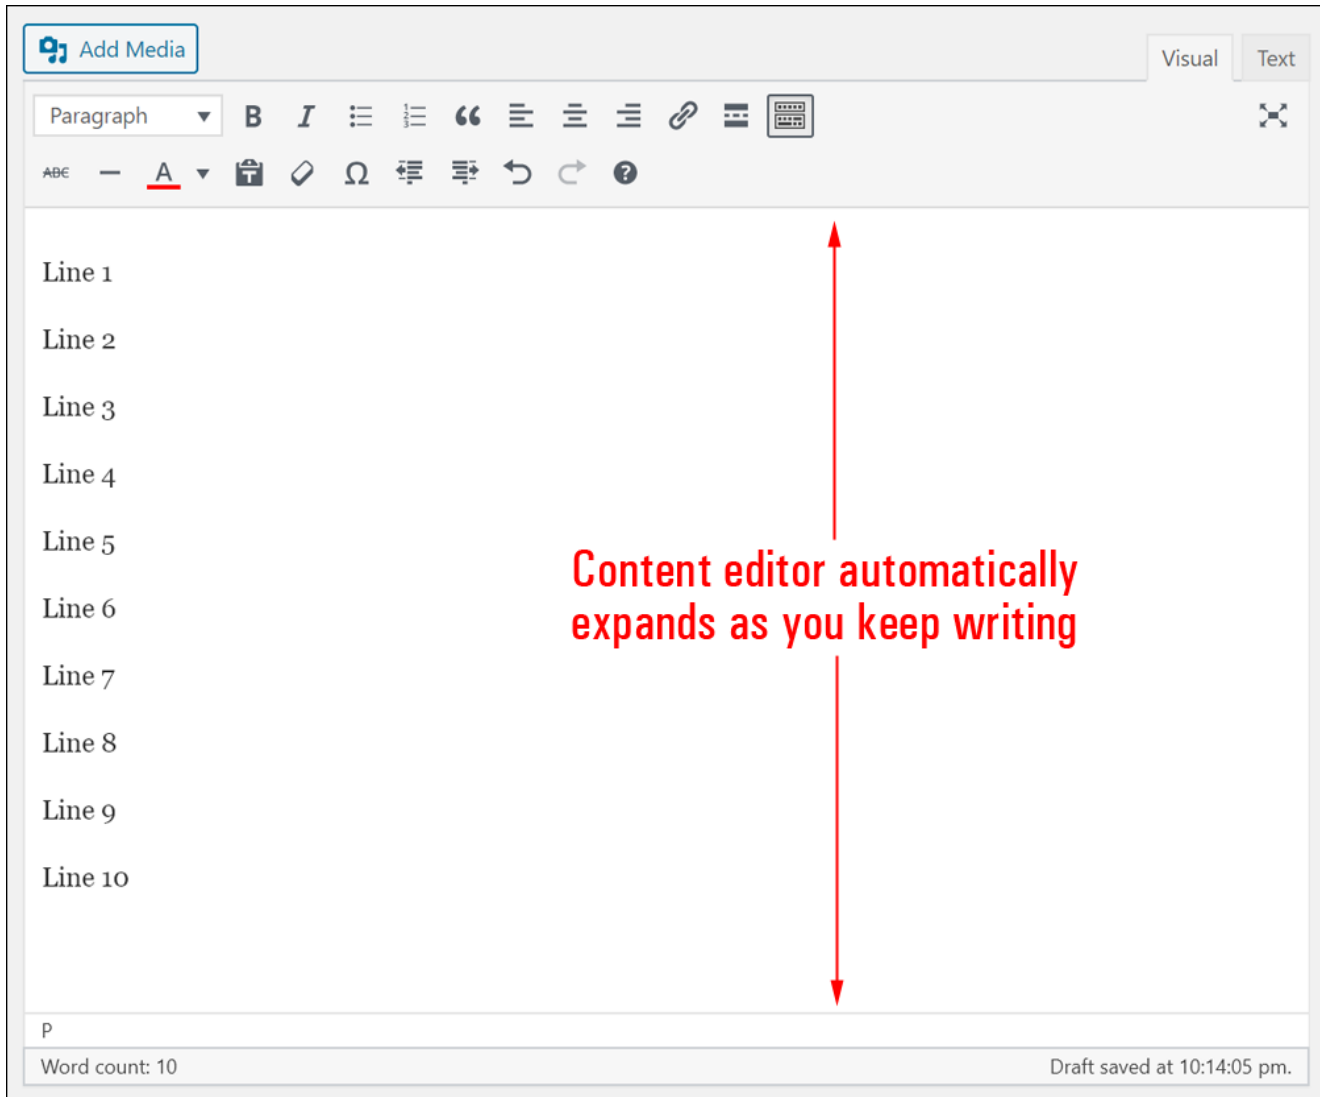 Add Media
Visual Text
Paragraph B I
ABC A Ω
Line 1
Line 2
Line 3
Line 4
Line 5
Line 6
Line 7
Line 8
Line 9
Line 10
Content editor automatically
expands as you keep writing
P
Word count: 10 Draft saved at 10:14:05 pm.